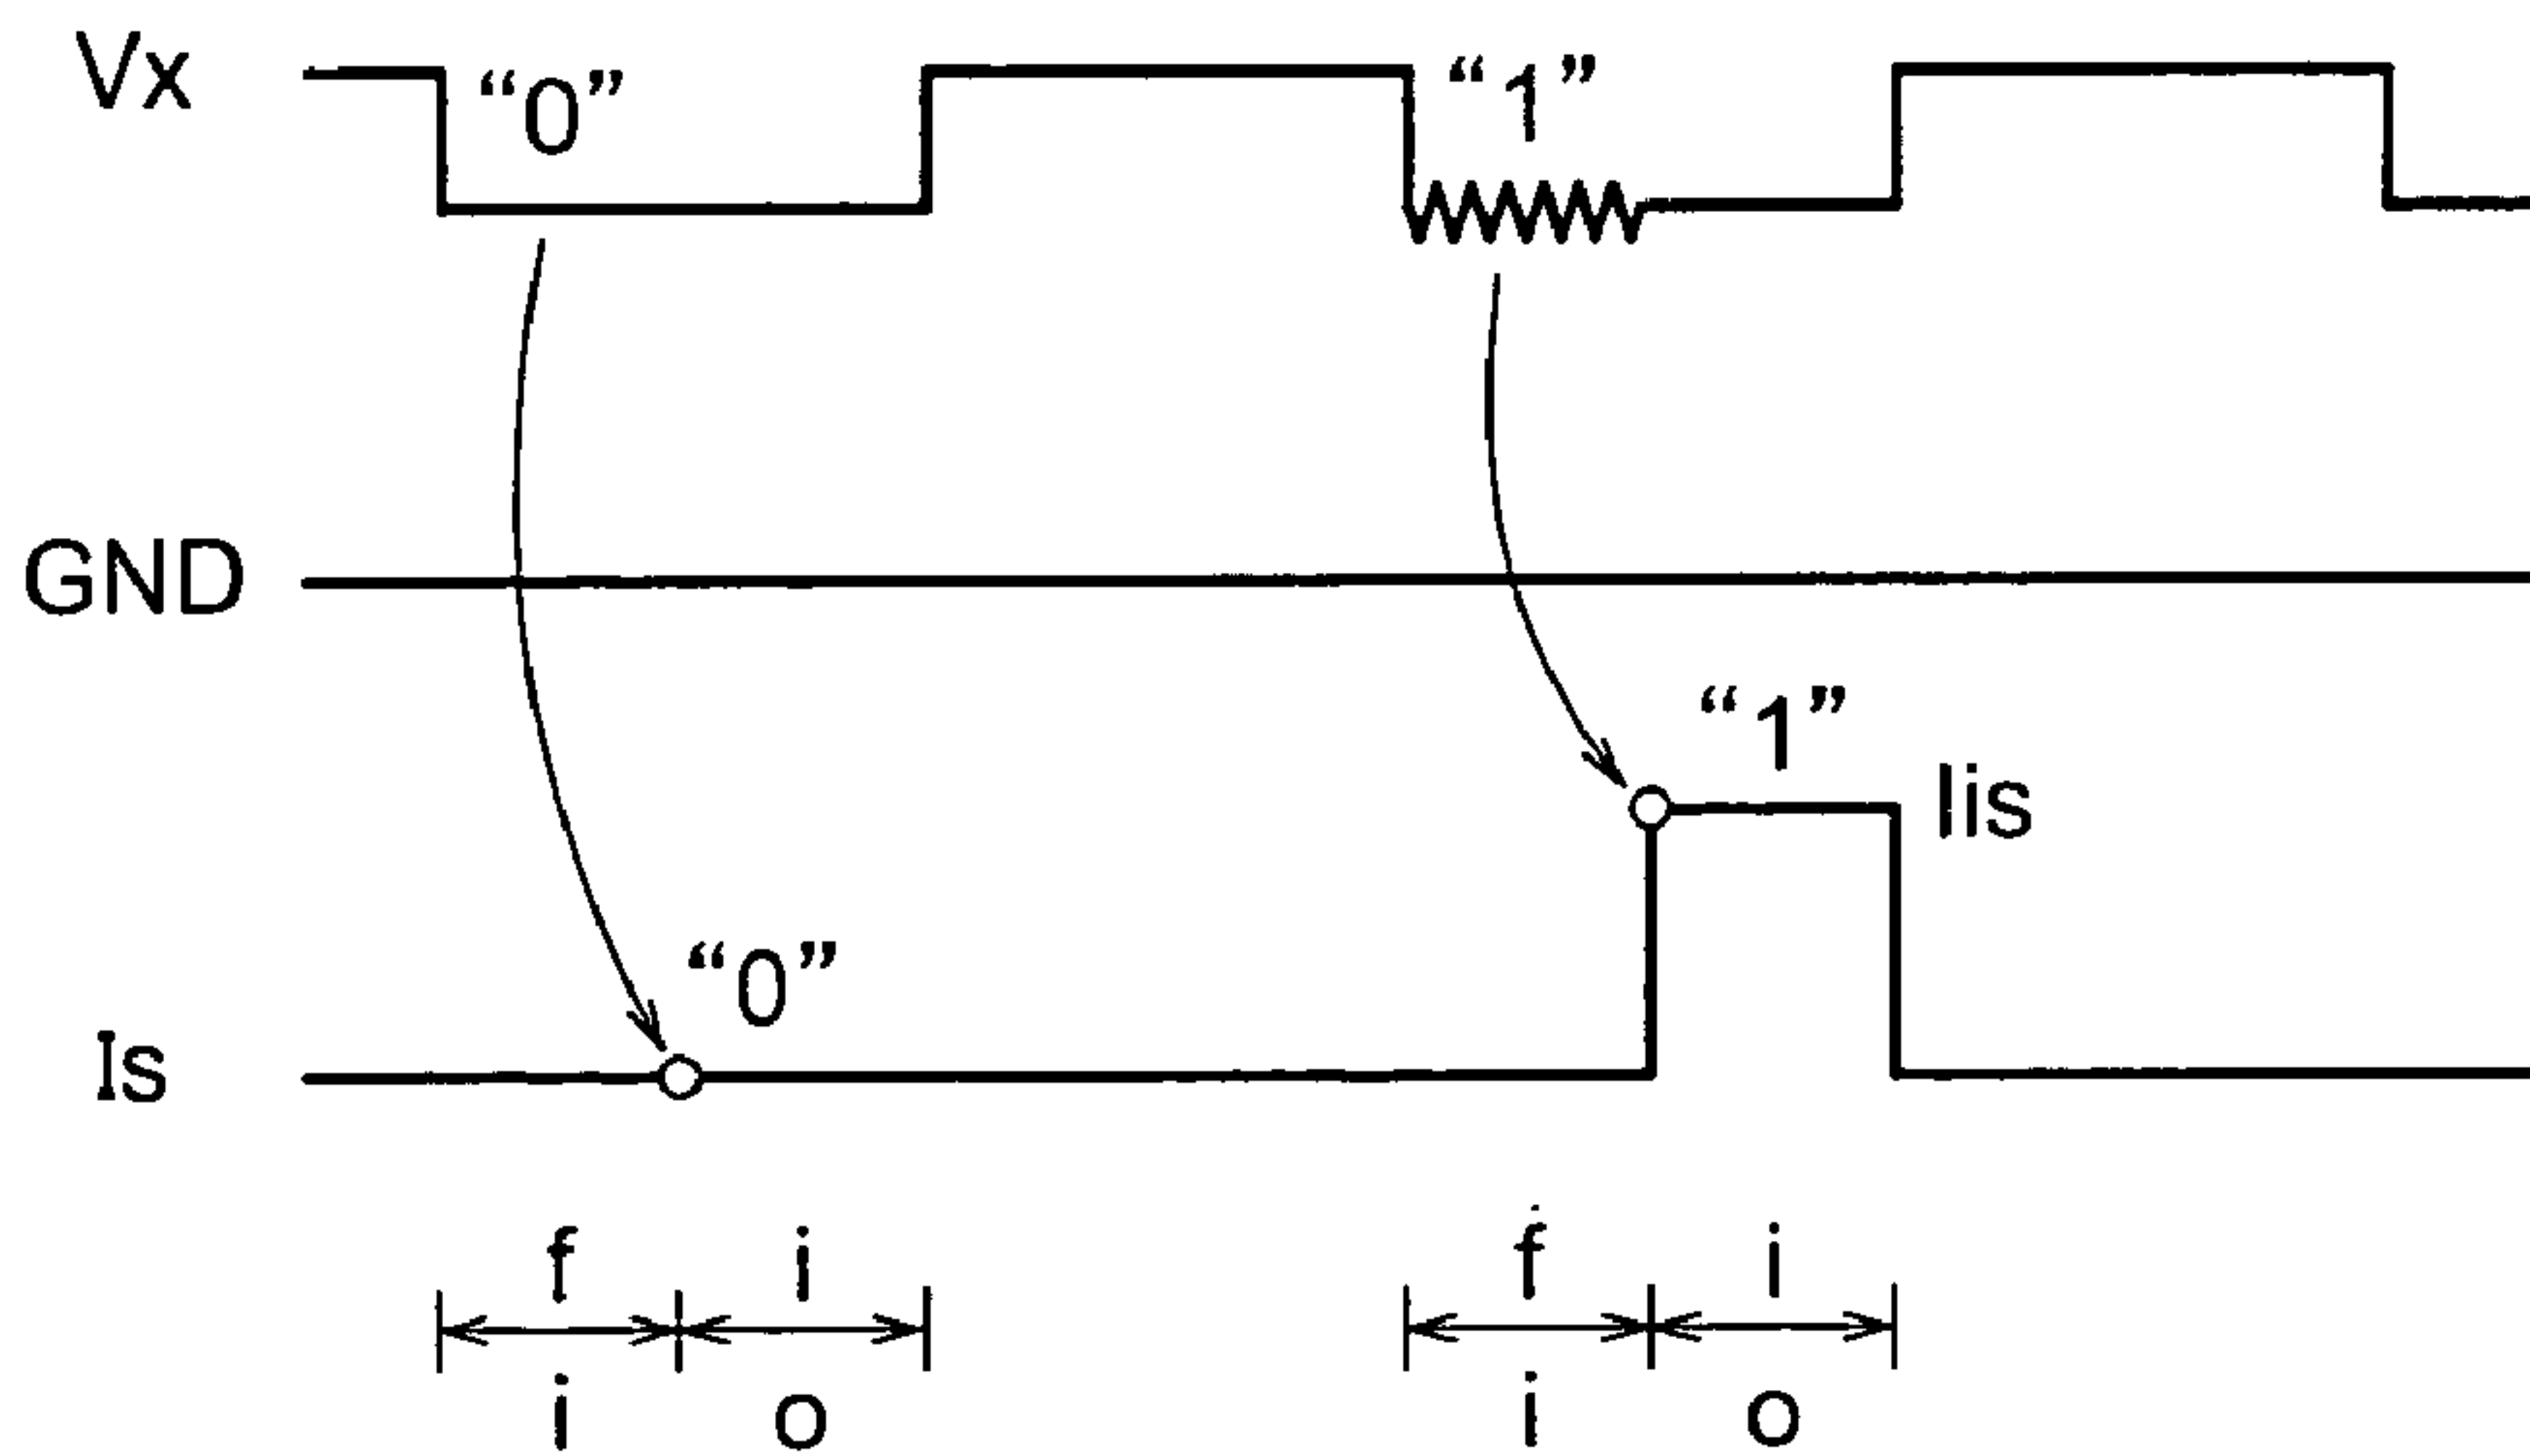 Vx “0” “1”
GND
“1”
Iis
“0”
Is
f i f i
i o i o